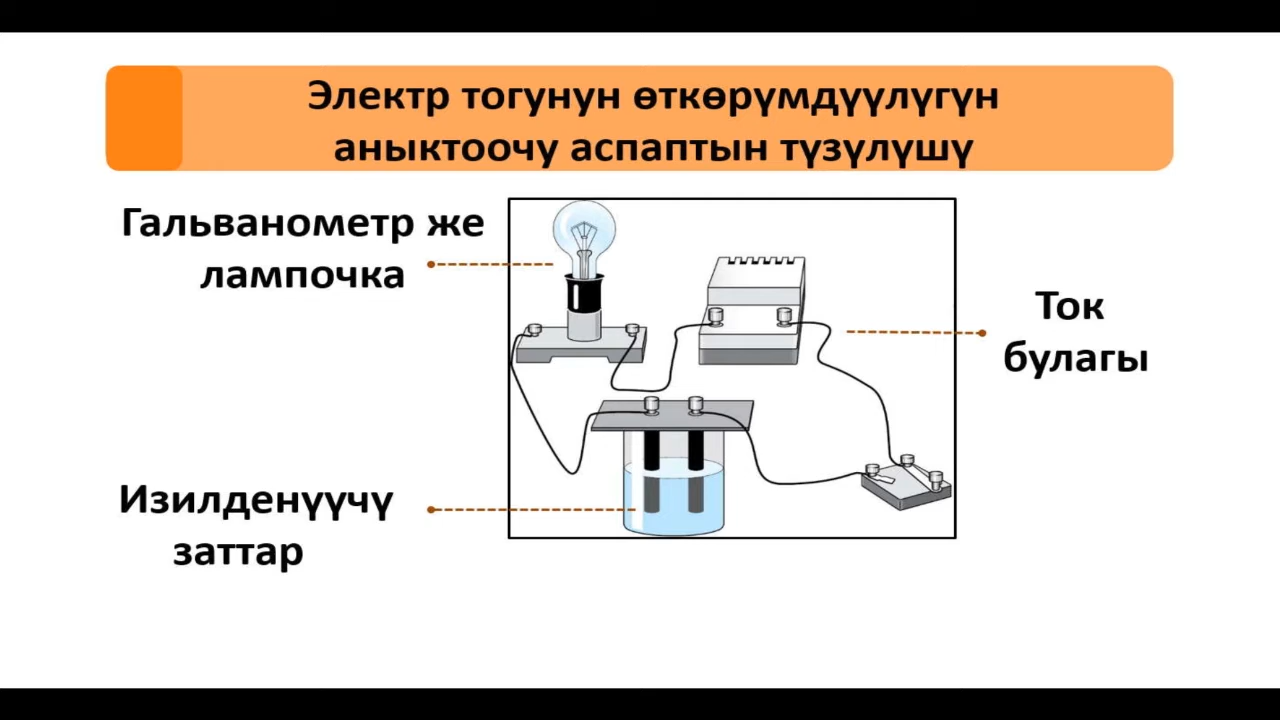 Электр тогунун өткөрүмдүүлүгүн
аныктоочу аспаптын түзүлүшү
Гальванометр же
лампочка
Ток
булагы
Изилденүүчү
заттар